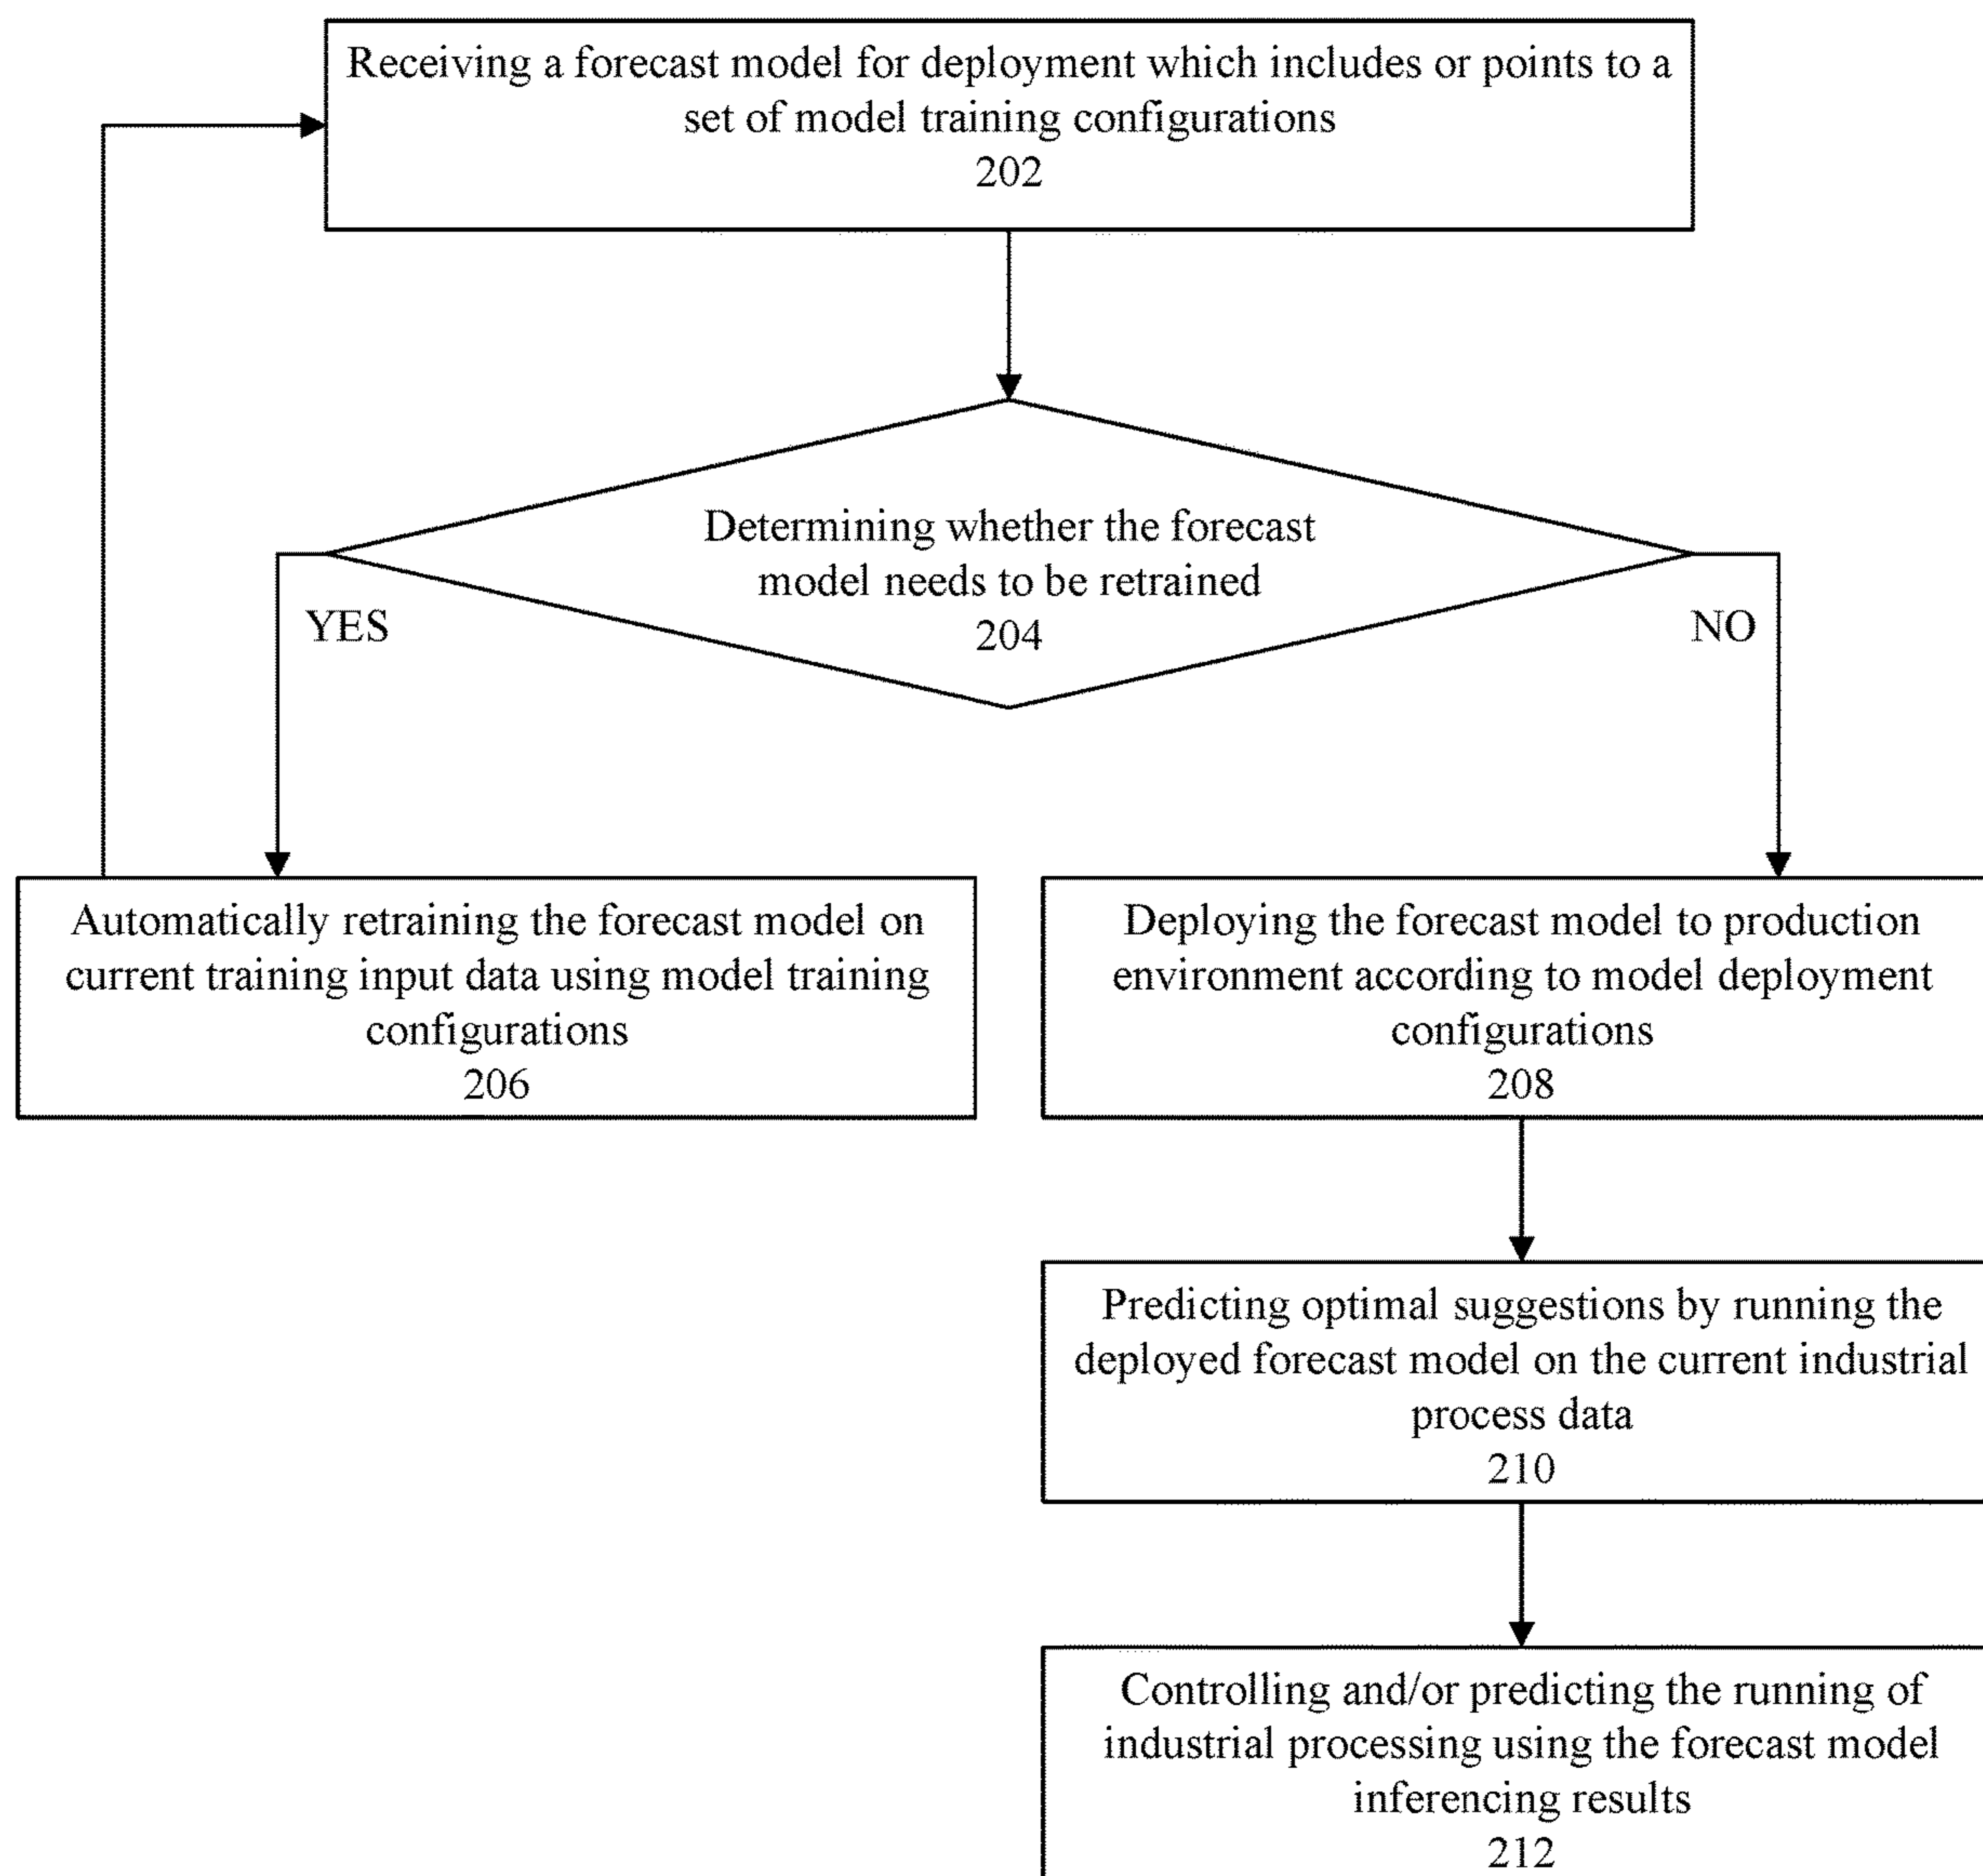 Receiving a forecast model for deployment which includes or points to a
set of model training configurations
202
Determining whether the forecast
model needs to be retrained
204
YES
NO
Automatically retraining the forecast model on
current training input data using model training
configurations
206
Deploying the forecast model to production
environment according to model deployment
configurations
208
Predicting optimal suggestions by running the
deployed forecast model on the current industrial
process data
210
Controlling and/or predicting the running of
industrial processing using the forecast model
inferencing results
212